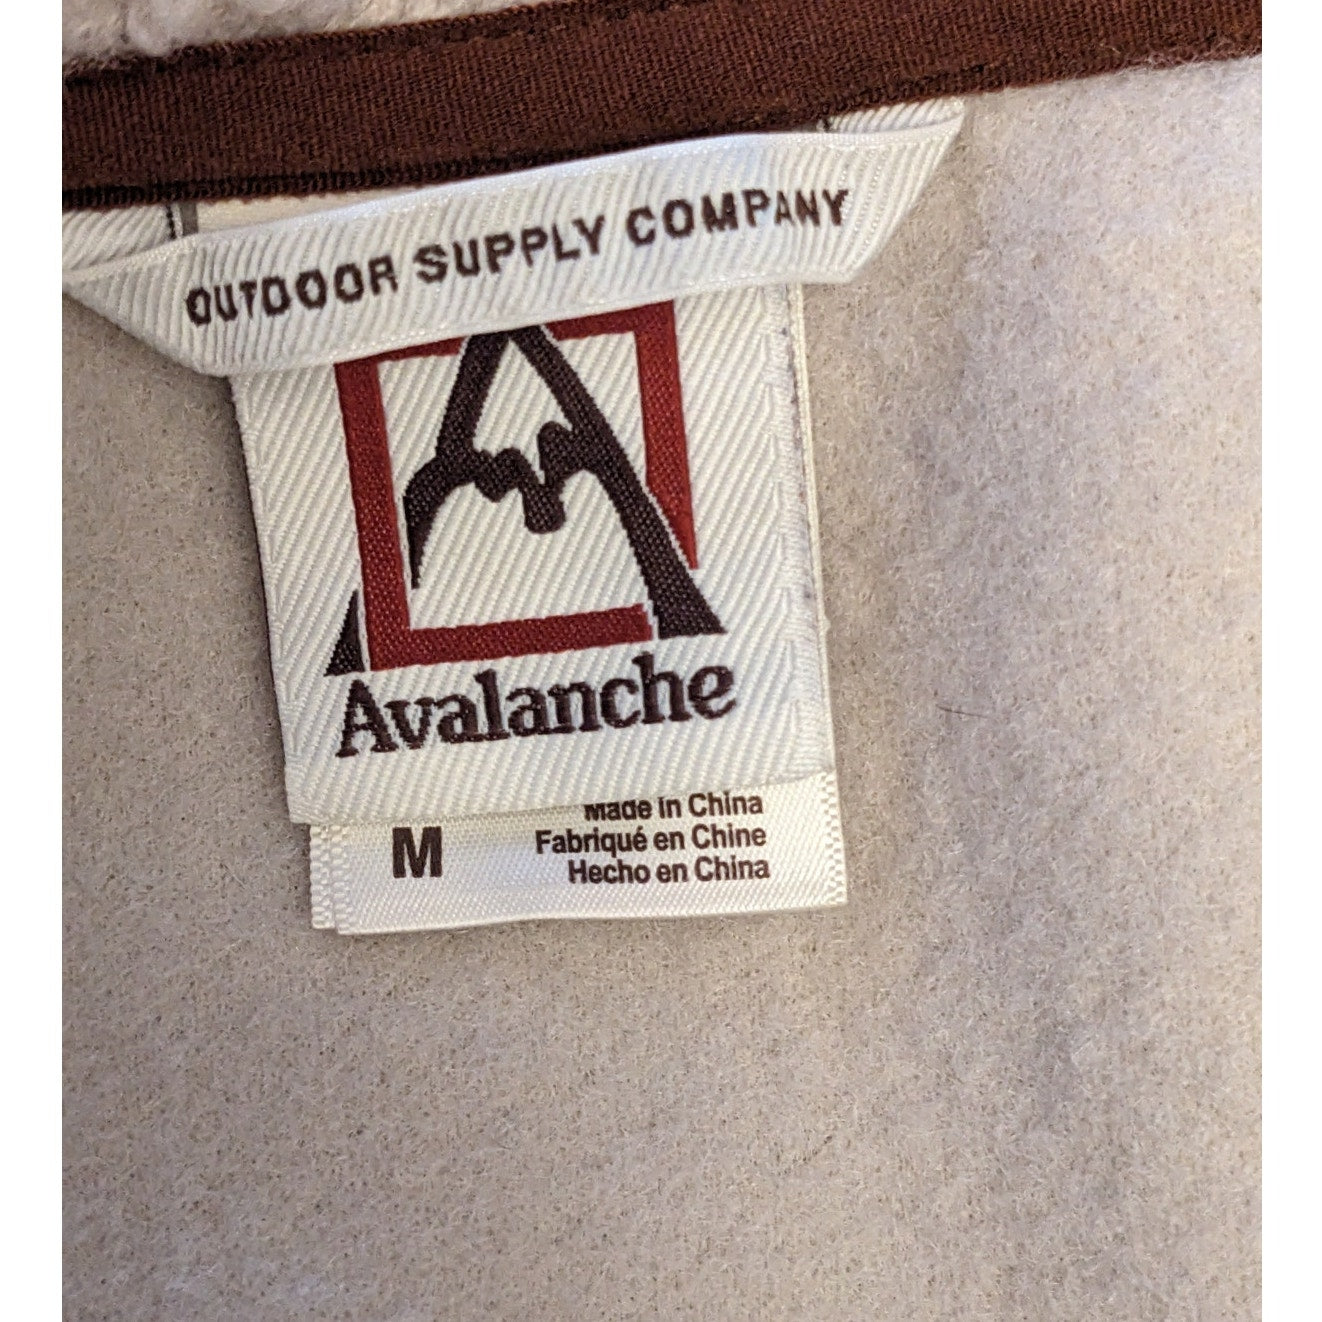 OUTDOOR SUPPLY COMPANY
Avalanche
M
Made in China
Fabriqué en Chine
Hecho en China